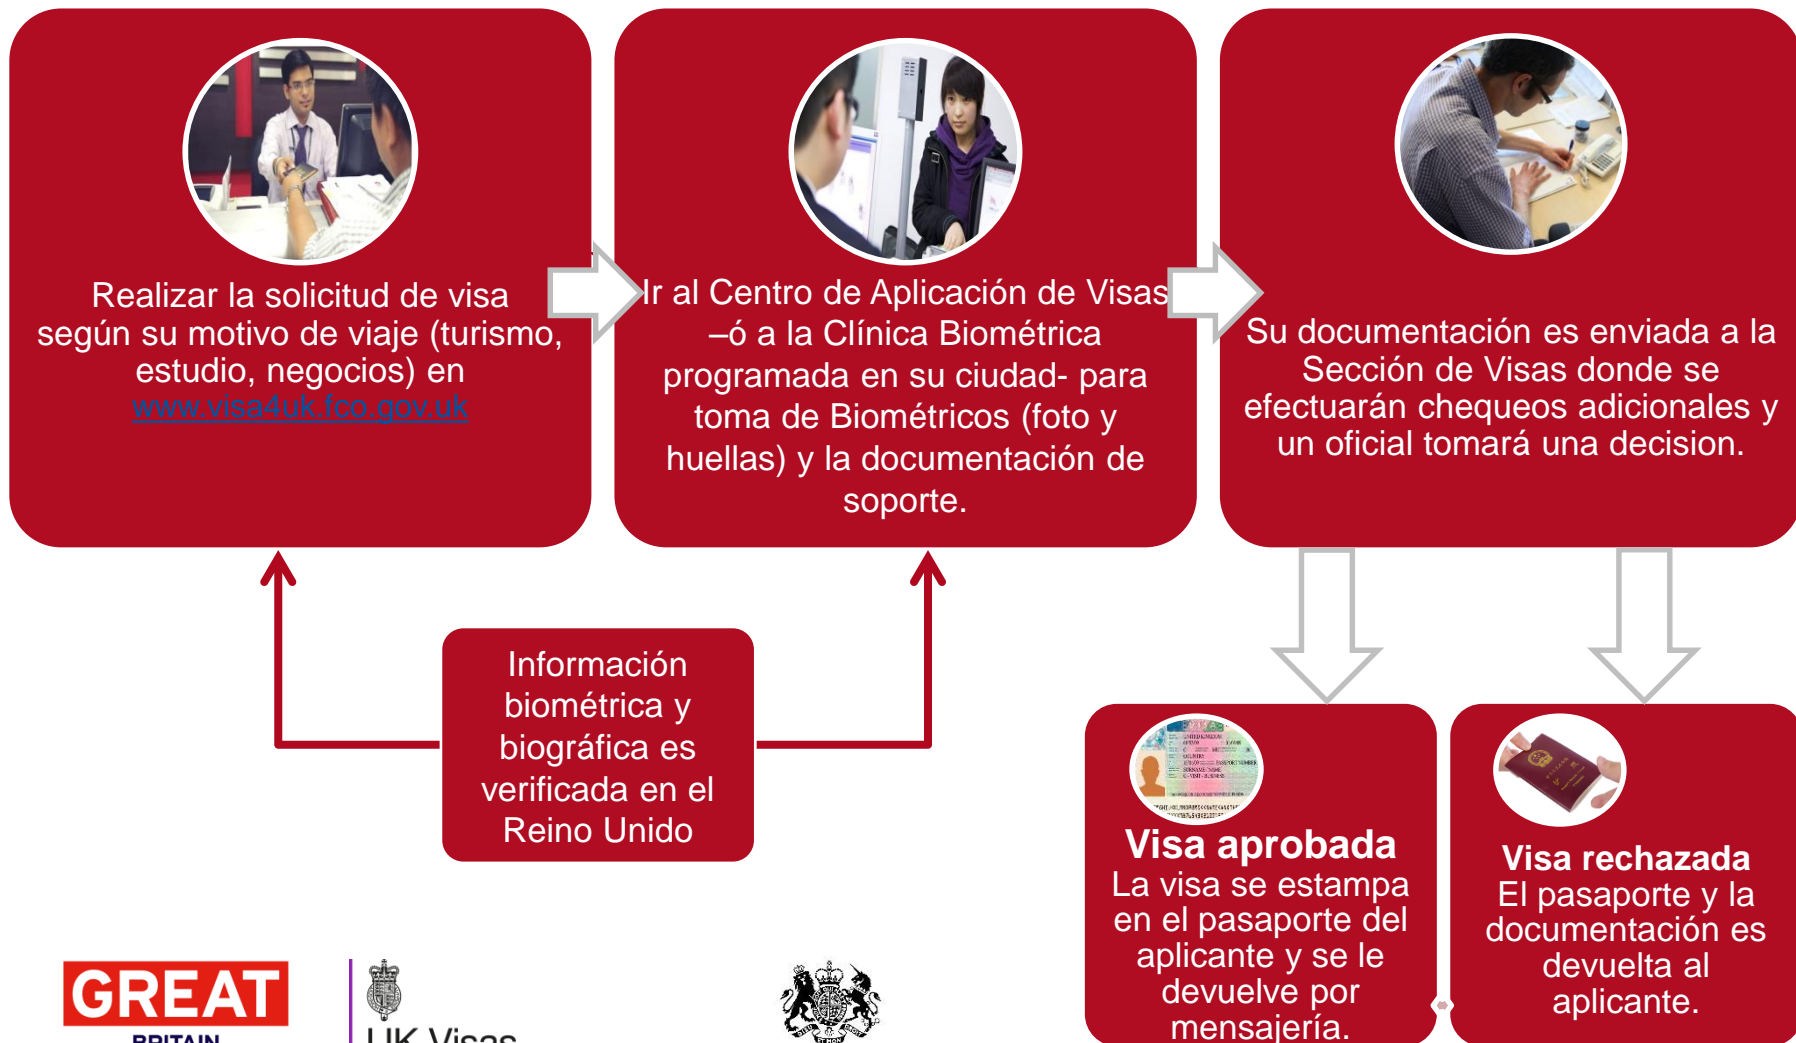 Realizar la solicitud de visa
según su motivo de viaje (turismo,
estudio, negocios) en
www.visa4uk.fco.gov.uk
Ir al Centro de Aplicación de Visas
–ó a la Clínica Biométrica
programada en su ciudad- para
toma de Biométricos (foto y
huellas) y la documentación de
soporte.
Su documentación es enviada a la
Sección de Visas donde se
efectuarán chequeos adicionales y
un oficial tomará una decision.
Información
biométrica y
biográfica es
verificada en el
Reino Unido
Visa aprobada
La visa se estampa
en el pasaporte del
aplicante y se le
devuelve por
mensajería.
Visa rechazada
El pasaporte y la
documentación es
devuelta al
aplicante.
GREAT
BRITAIN
UK Visas